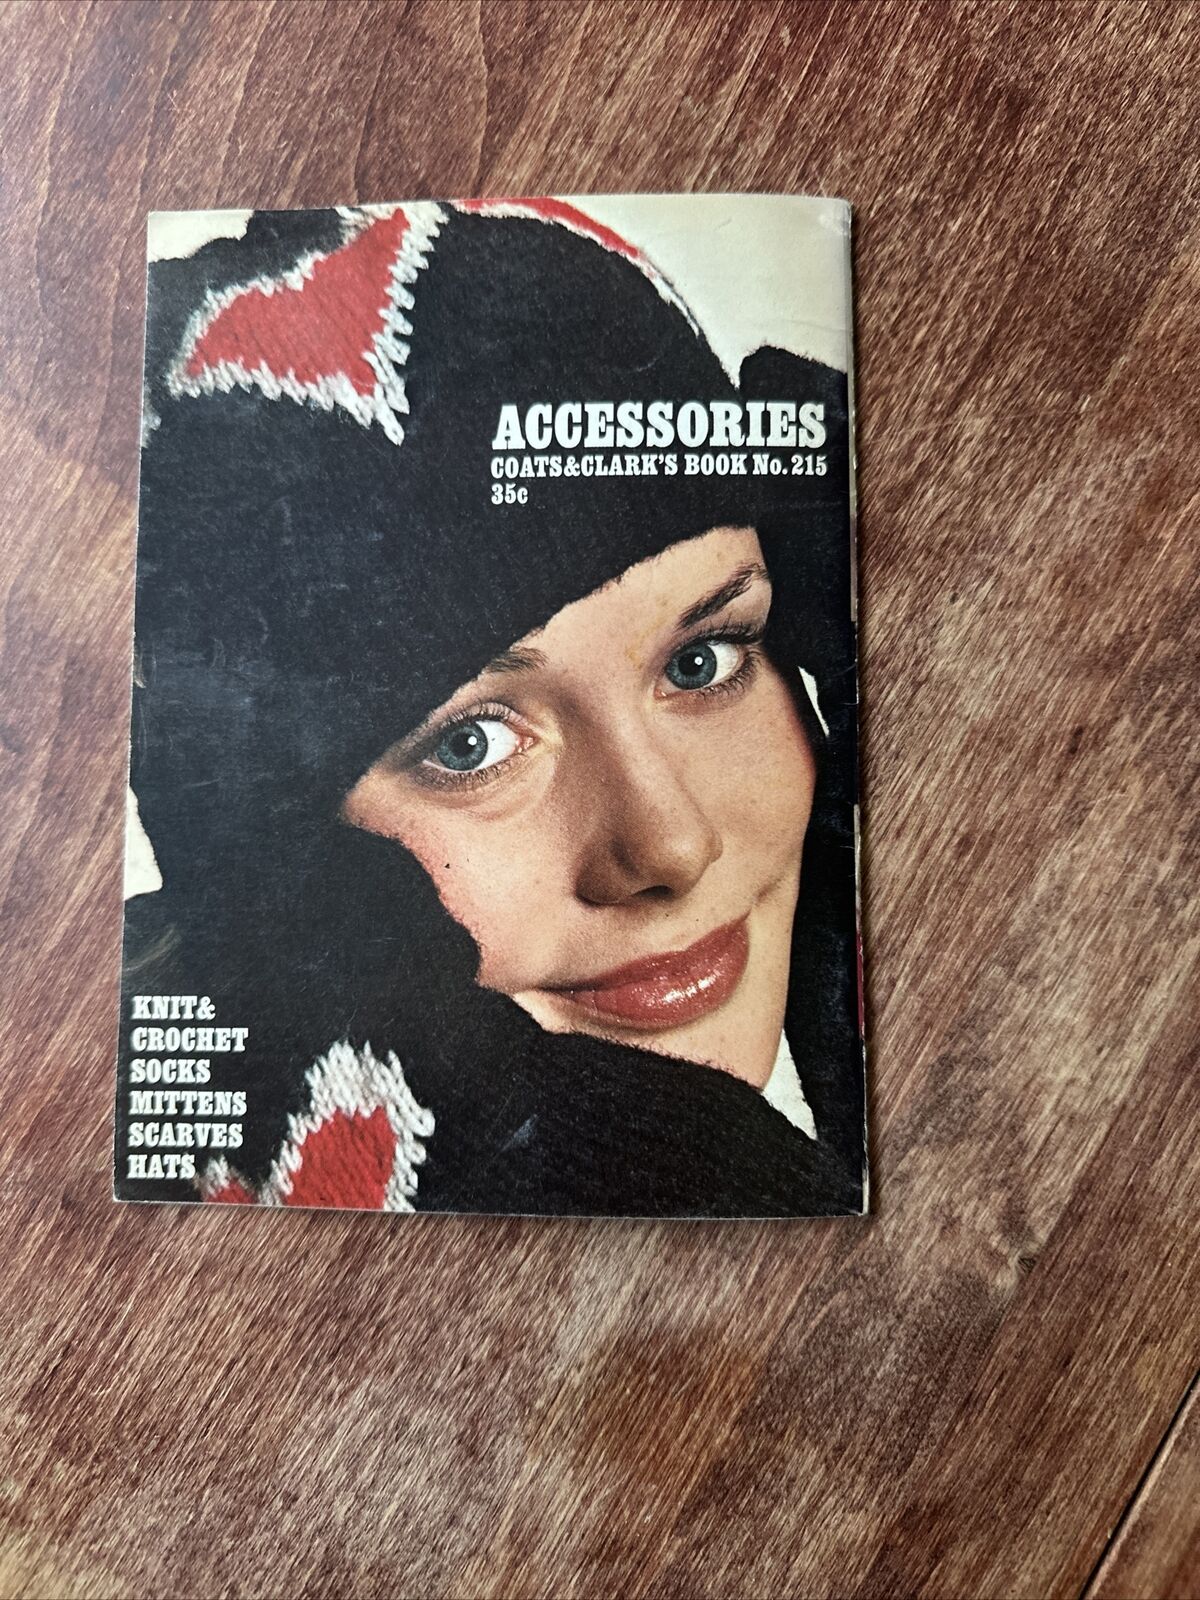 ACCESSORIES
COATS&CLARK'S BOOK No. 215
35c
KNIT&
CROCHET
SOCKS
MITTENS
SCARVES
HATS